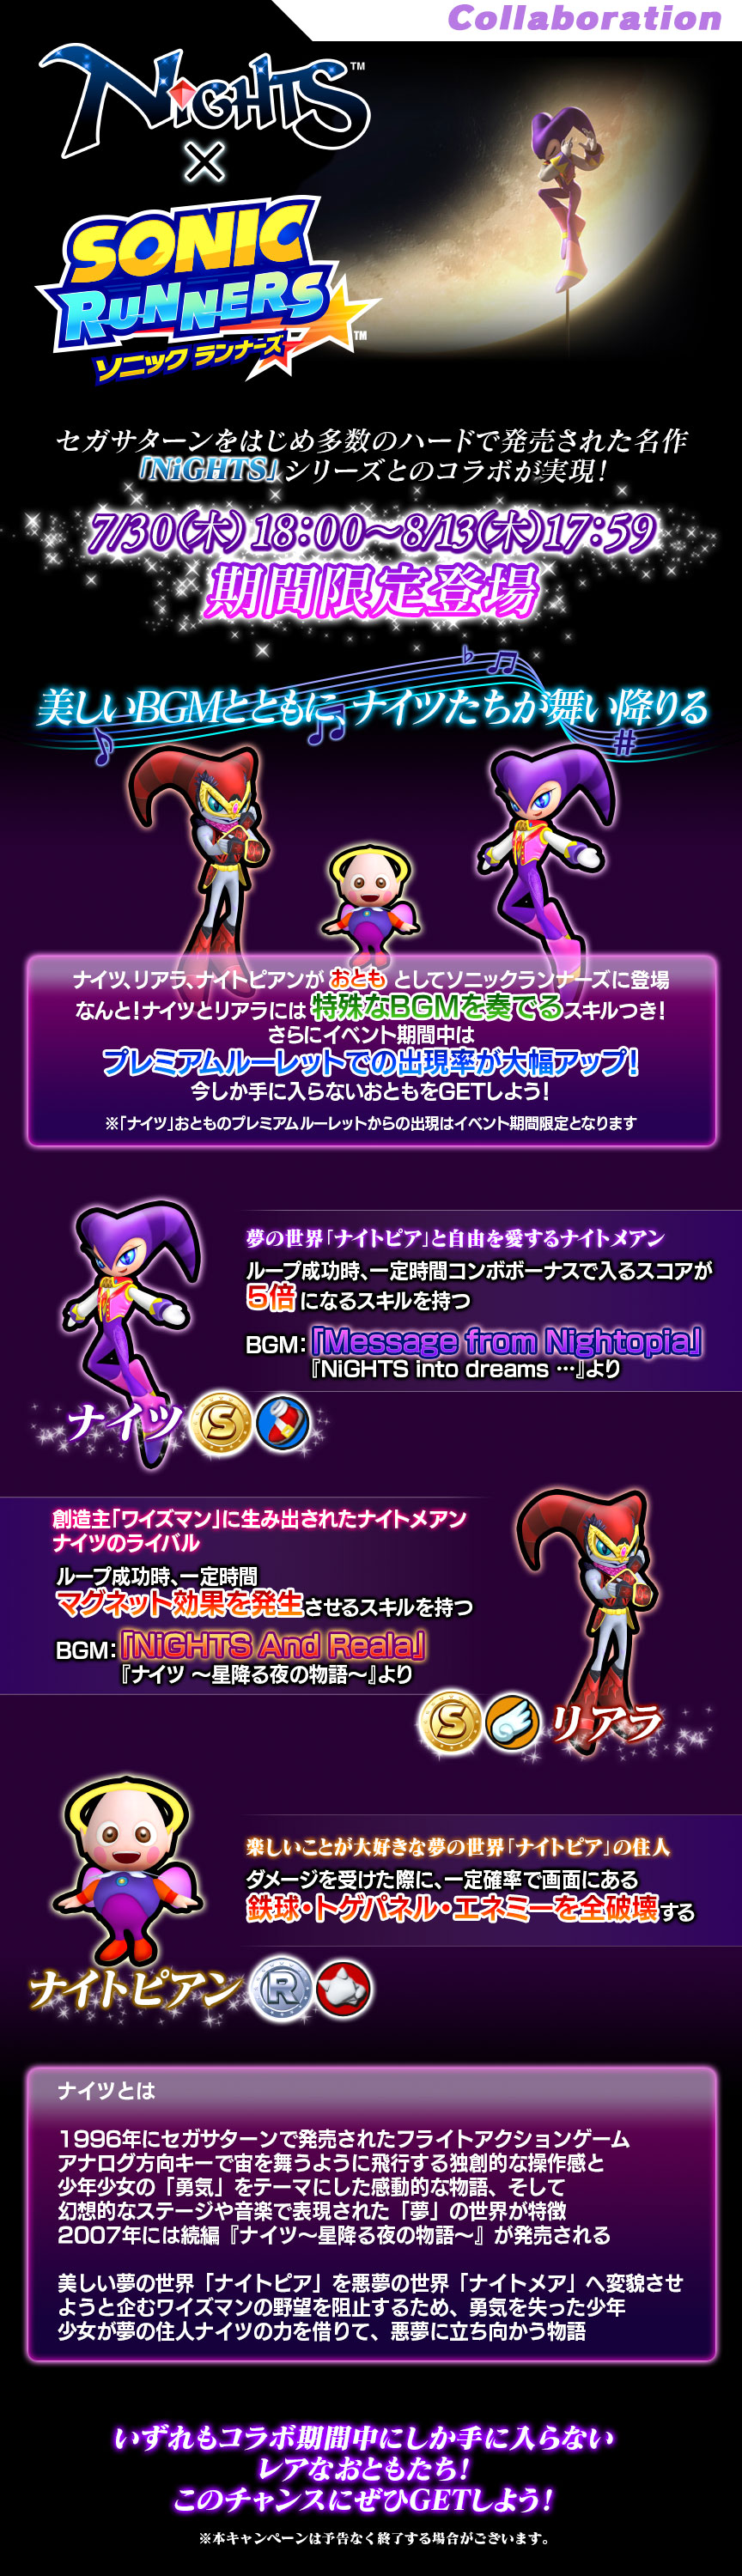 Collaboration
NiGHTS™
×
SONIC
RUNNERS
ソニック ランナーズ™
セガサターンをはじめ多数のハードで発売された名作
「NiGHTS」シリーズとのコラボが実現！
7/30(木) 18：00～8/13(木)17：59
期間限定登場
美しいBGMとともに、ナイツたちが舞い降りる
ナイツ、リアラ、ナイトピアンが おとも としてソニックランナーズに登場
なんと！ナイツとリアラには 特殊なBGMを奏でる スキルつき！
さらにイベント期間中は
プレミアムルーレットでの出現率が大幅アップ！
今しか手に入らないおともをGETしよう！
※「ナイツ」おとものプレミアムルーレットからの出現はイベント期間限定となります
夢の世界「ナイトピア」と自由を愛するナイトメアン
ループ成功時、一定時間コンボボーナスで入るスコアが
5倍 になるスキルを持つ
BGM：『Message from Nightopia』
『NiGHTS into dreams …』より
ナイツ S
創造主「ワイズマン」に生み出されたナイトメアン
ナイツのライバル
ループ成功時、一定時間
マグネット効果を発生させるスキルを持つ
BGM：『NiGHTS And Reala』
『ナイツ ～星降る夜の物語～』より
S リアラ
楽しいことが大好きな夢の世界「ナイトピア」の住人
ダメージを受けた際に、一定確率で画面にある
鉄球・トゲパネル・エネミーを全破壊する
ナイトピアン R
ナイツとは
1996年にセガサターンで発売されたフライトアクションゲーム
アナログ方向キーで宙を舞うように飛行する独創的な操作感と
少年少女の「勇気」をテーマにした感動的な物語、そして
幻想的なステージや音楽で表現された「夢」の世界が特徴
2007年には続編『ナイツ～星降る夜の物語～』が発売される
美しい夢の世界「ナイトピア」を悪夢の世界「ナイトメア」へ変貌させ
ようと企むワイズマンの野望を阻止するため、勇気を失った少年
少女が夢の住人ナイツの力を借りて、悪夢に立ち向かう物語
いずれもコラボ期間中にしか手に入らない
レアなおともたち！
このチャンスにぜひGETしよう！
※本キャンペーンは予告なく終了する場合がございます。